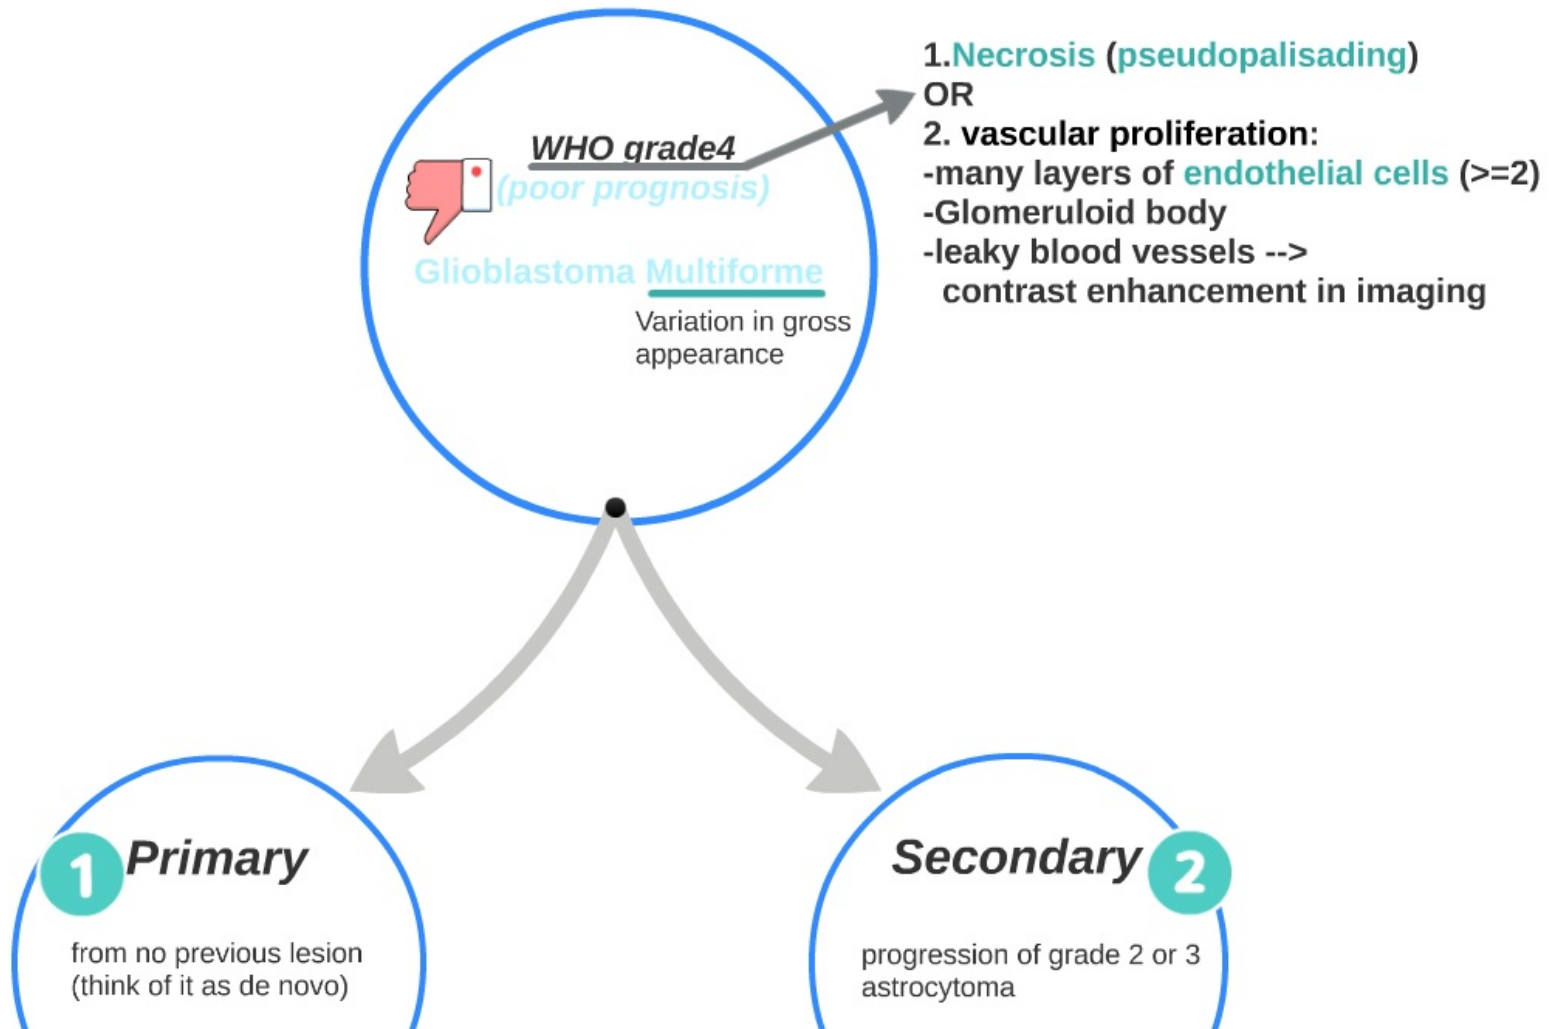 1.Necrosis (pseudopalisading)
OR
2. vascular proliferation:
-many layers of endothelial cells (>=2)
-Glomeruloid body
-leaky blood vessels -->
contrast enhancement in imaging
WHO grade4
(poor prognosis)
Glioblastoma Multiforme
Variation in gross
appearance
1 Primary
from no previous lesion
(think of it as de novo)
Secondary 2
progression of grade 2 or 3
astrocytoma